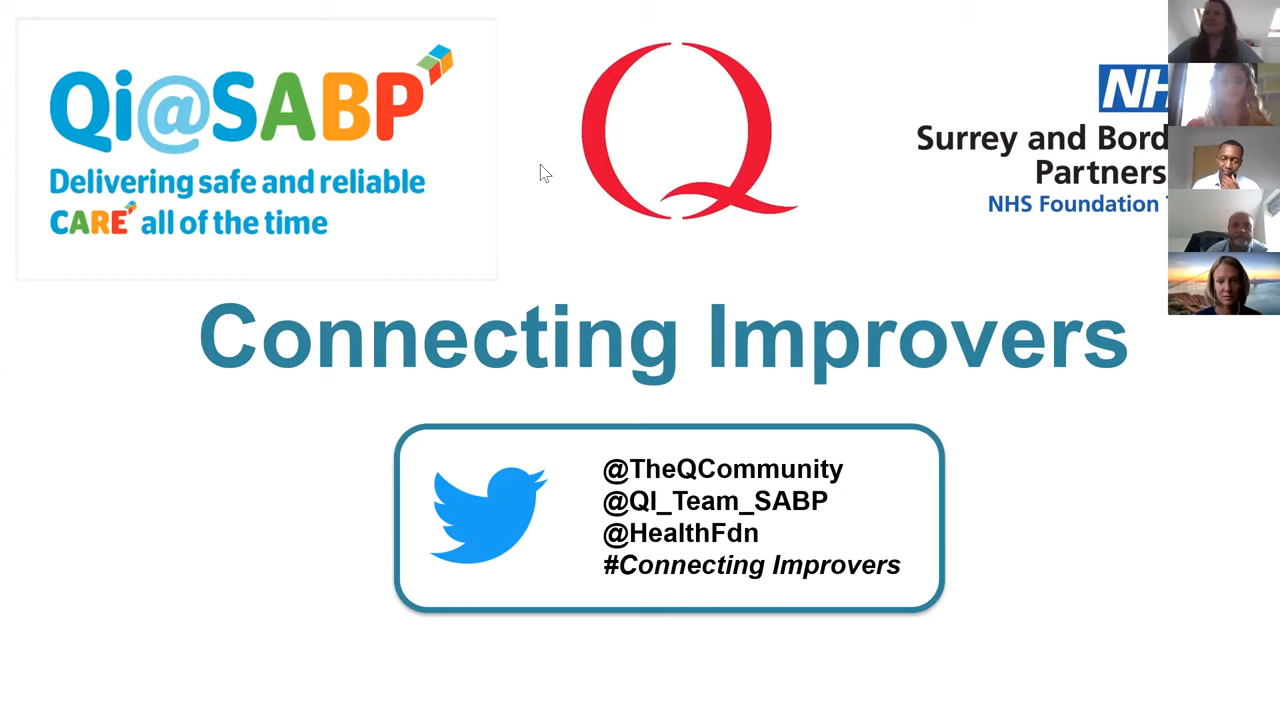 Qi@SABP
Delivering safe and reliable
CARE all of the time
Q
NH
Surrey and Bord
Partners
NHS Foundation
Connecting Improvers
@TheQCommunity
@QI_Team_SABP
@HealthFdn
#Connecting Improvers